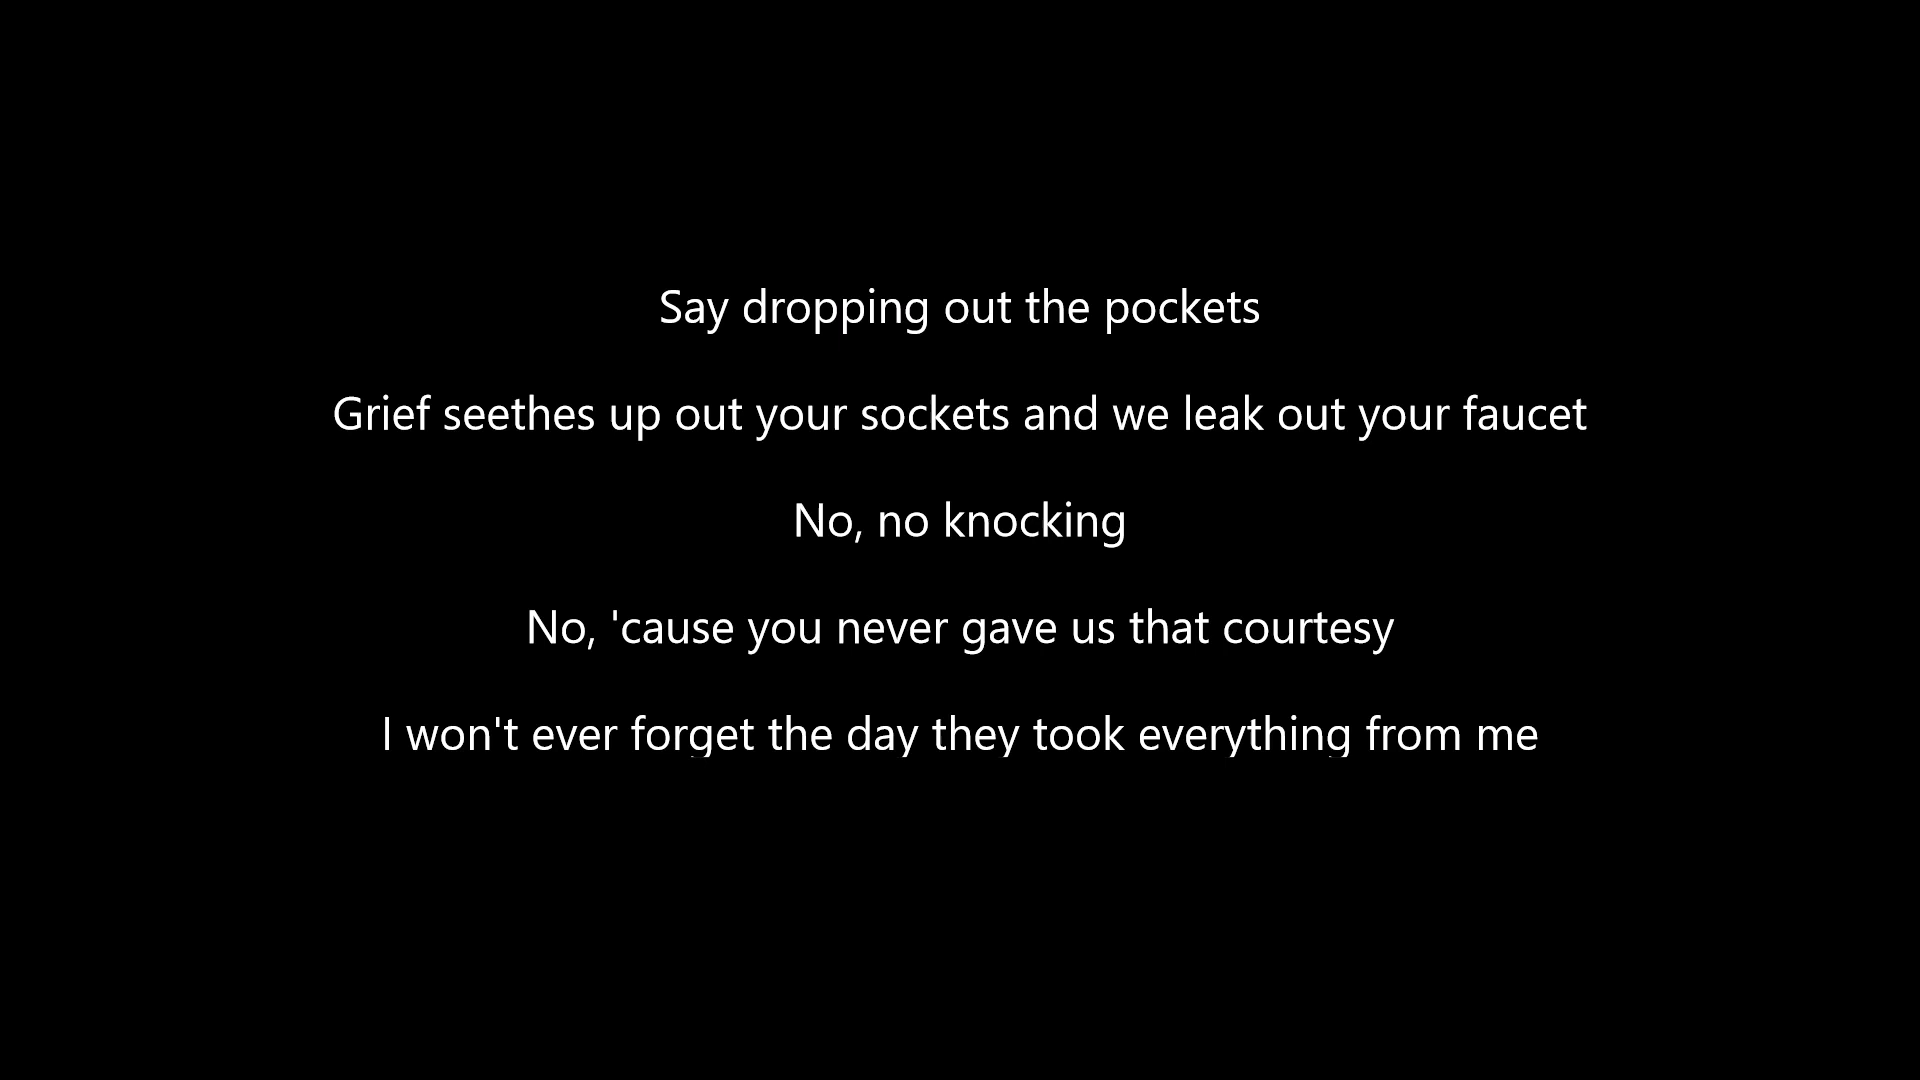 Say dropping out the pockets
Grief seethes up out your sockets and we leak out your faucet
No, no knocking
No, 'cause you never gave us that courtesy
I won't ever forget the day they took everything from me